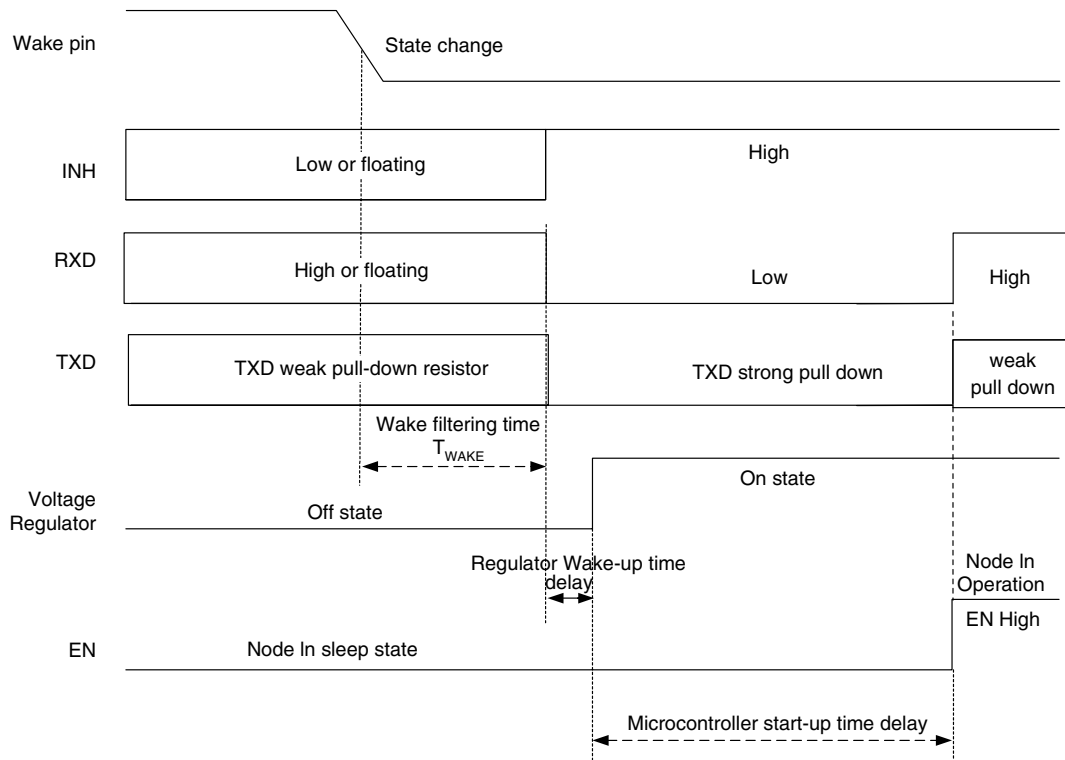 Wake pin
State change
INH
Low or floating
High
RXD
High or floating
Low
High
TXD
TXD weak pull-down resistor
TXD strong pull down
weak
pull down
Wake filtering time
TWAKE
Voltage
Regulator
Off state
On state
Regulator Wake-up time
delay
Node In
Operation
EN High
EN
Node In sleep state
Microcontroller start-up time delay